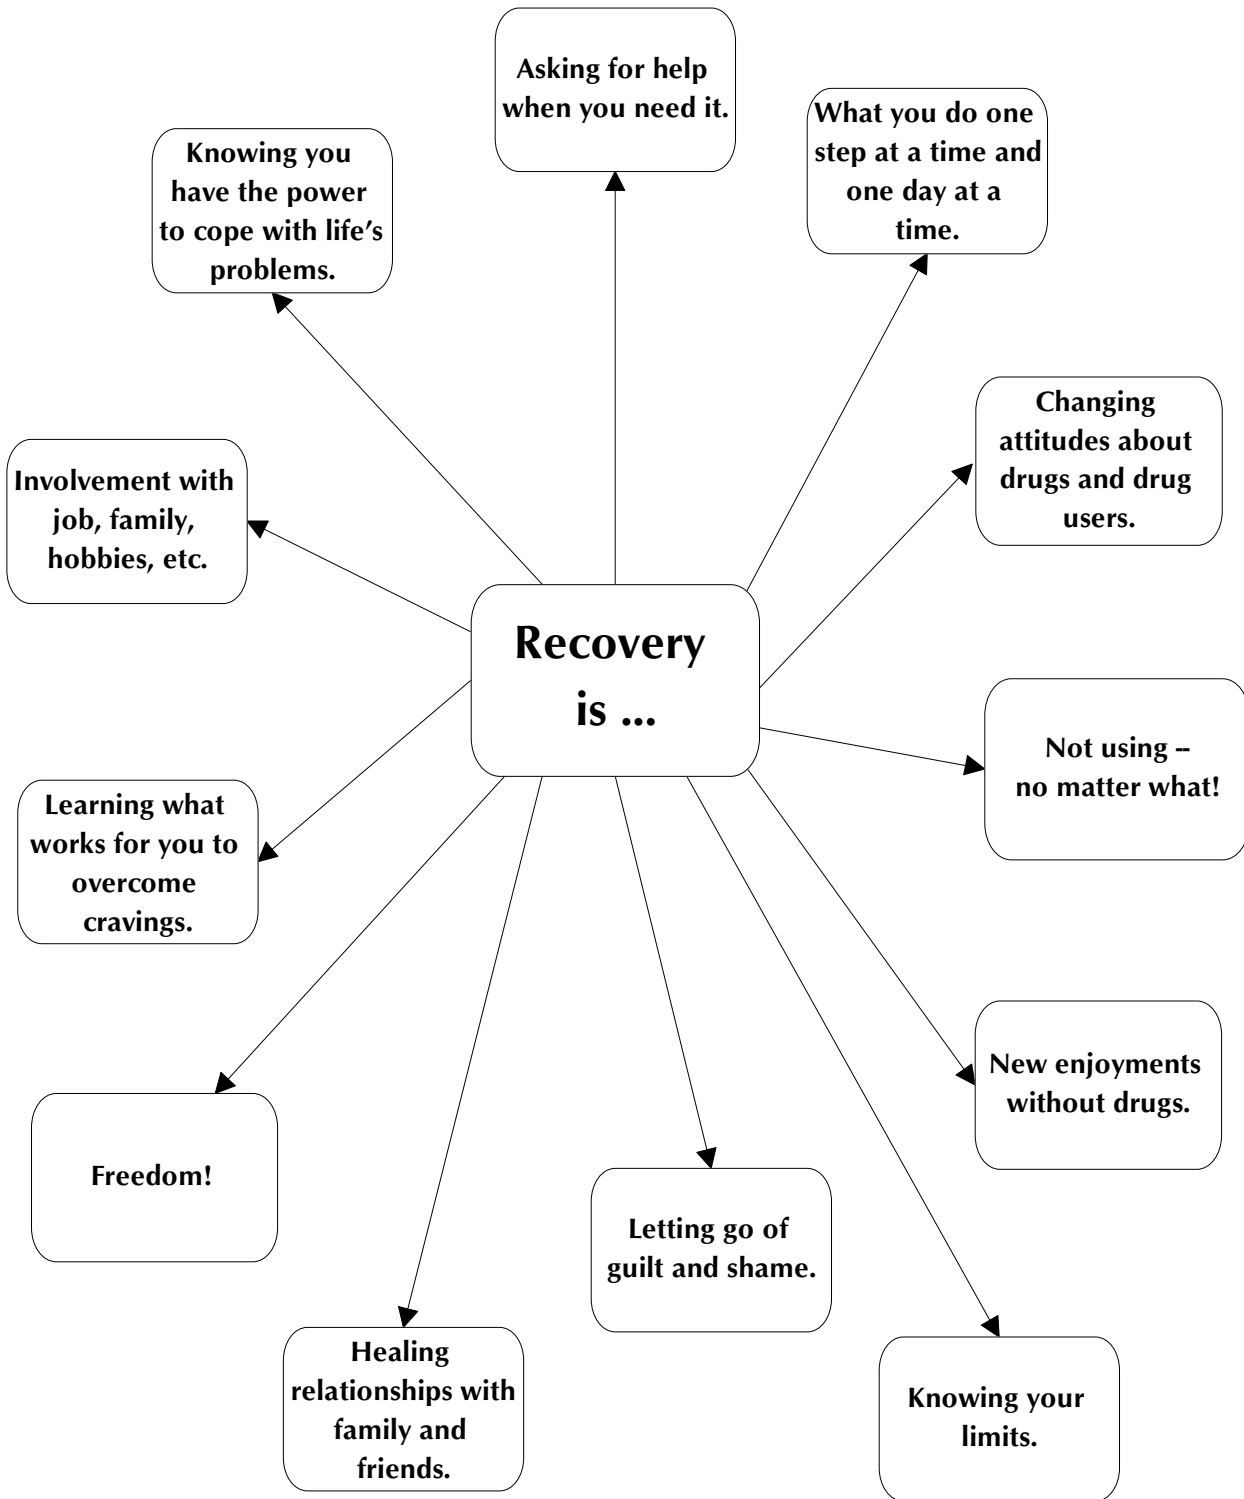 Asking for help
when you need it.
What you do one
step at a time and
one day at a
time.
Knowing you
have the power
to cope with life’s
problems.
Changing
attitudes about
drugs and drug
users.
Involvement with
job, family,
hobbies, etc.
Recovery
is ...
Not using --
no matter what!
Learning what
works for you to
overcome
cravings.
New enjoyments
without drugs.
Freedom!
Letting go of
guilt and shame.
Healing
relationships with
family and
friends.
Knowing your
limits.